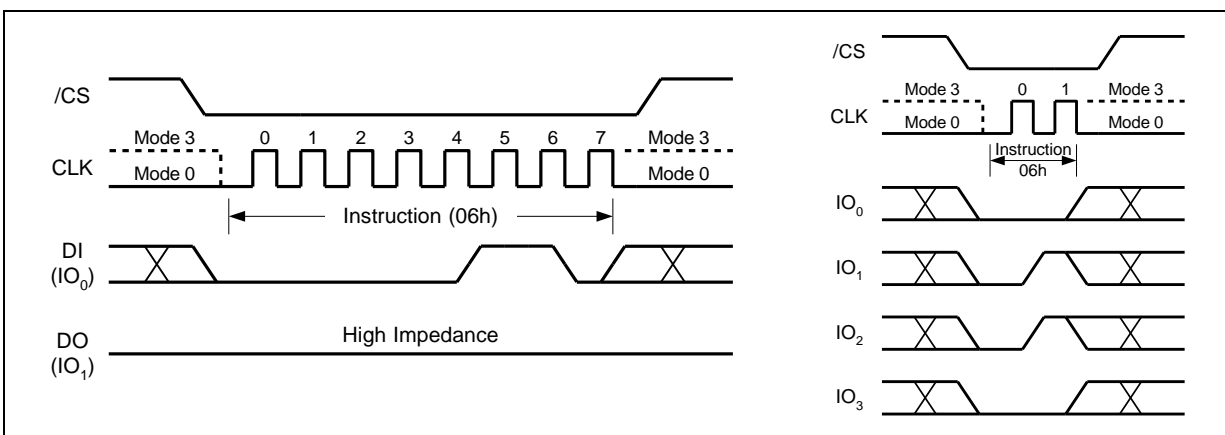 /CS
Mode 3 0 1 2 3 4 5 6 7 Mode 3
CLK Mode 0 Mode 0
Instruction (06h)
DI
(IO0)
DO
(IO1)
High Impedance
/CS
Mode 3 0 1 Mode 3
CLK Mode 0 Mode 0
Instruction
06h
IO0
IO1
IO2
IO3